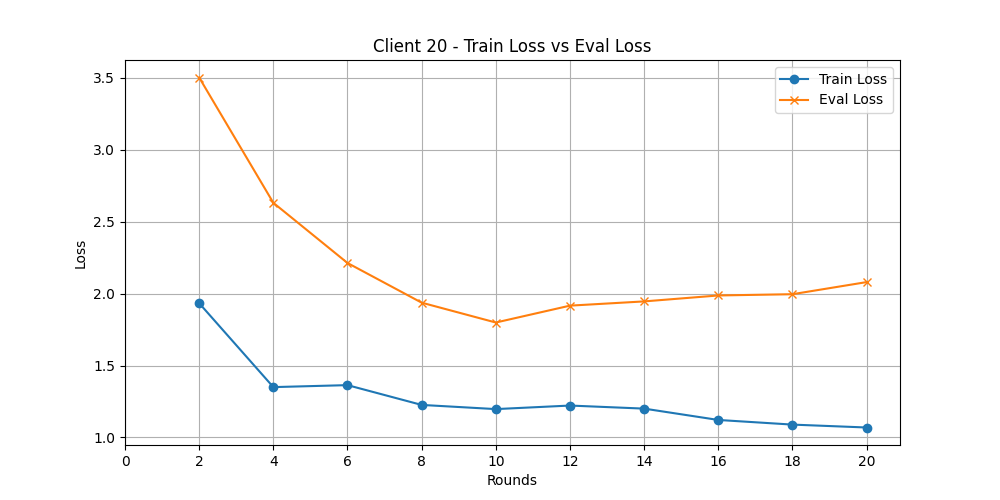 Client 20 - Train Loss vs Eval Loss
Train Loss
Eval Loss
3.5
3.0
2.5
2.0
1.5
1.0
Loss
0 2 4 6 8 10 12 14 16 18 20
Rounds